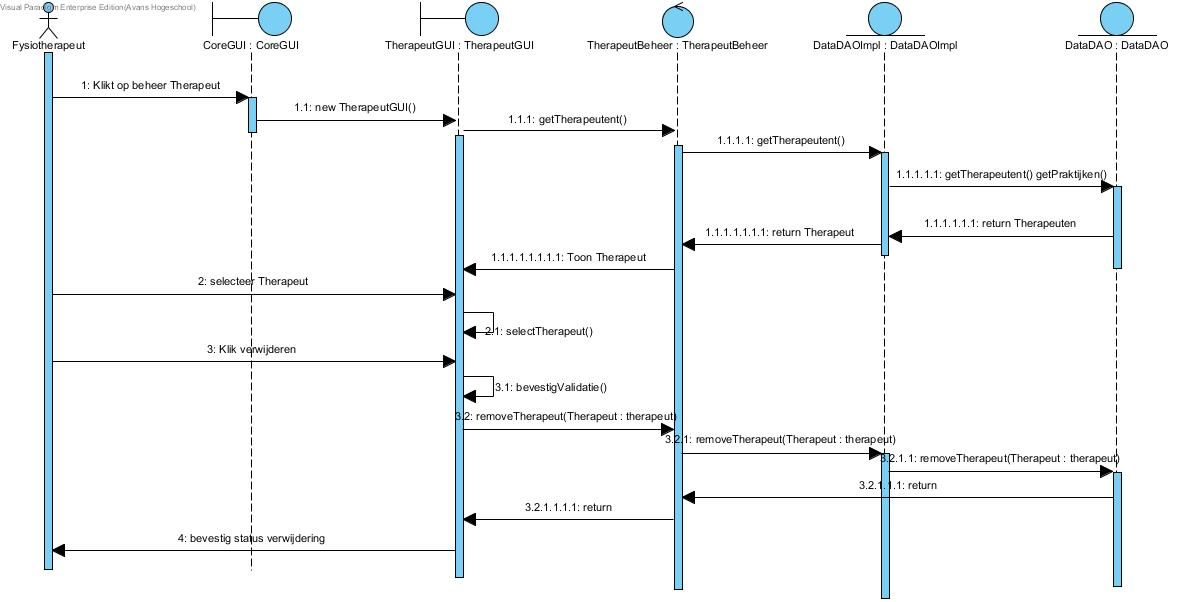 Visual Paradigm Enterprise Edition(Avans Hogeschool)
Fysiotherapeut
CoreGUI : CoreGUI
TherapeutGUI : TherapeutGUI
TherapeutBeheer : TherapeutBeheer
DataDAOImpl : DataDAOImpl
DataDAO : DataDAO
1: Klikt op beheer Therapeut
1.1: new TherapeutGUI()
1.1.1: getTherapeutent()
1.1.1.1: getTherapeutent()
1.1.1.1.1: getTherapeutent() getPraktijken()
1.1.1.1.1.1: return Therapeuten
1.1.1.1.1.1.1: return Therapeut
1.1.1.1.1.1.1.1: Toon Therapeut
2: selecteer Therapeut
2.1: selectTherapeut()
3: Klik verwijderen
3.1: bevestigValidatie()
3.2: removeTherapeut(Therapeut : therapeut)
3.2.1: removeTherapeut(Therapeut : therapeut)
3.2.1.1: removeTherapeut(Therapeut : therapeut)
3.2.1.1.1: return
3.2.1.1.1.1: return
4: bevestig status verwijdering